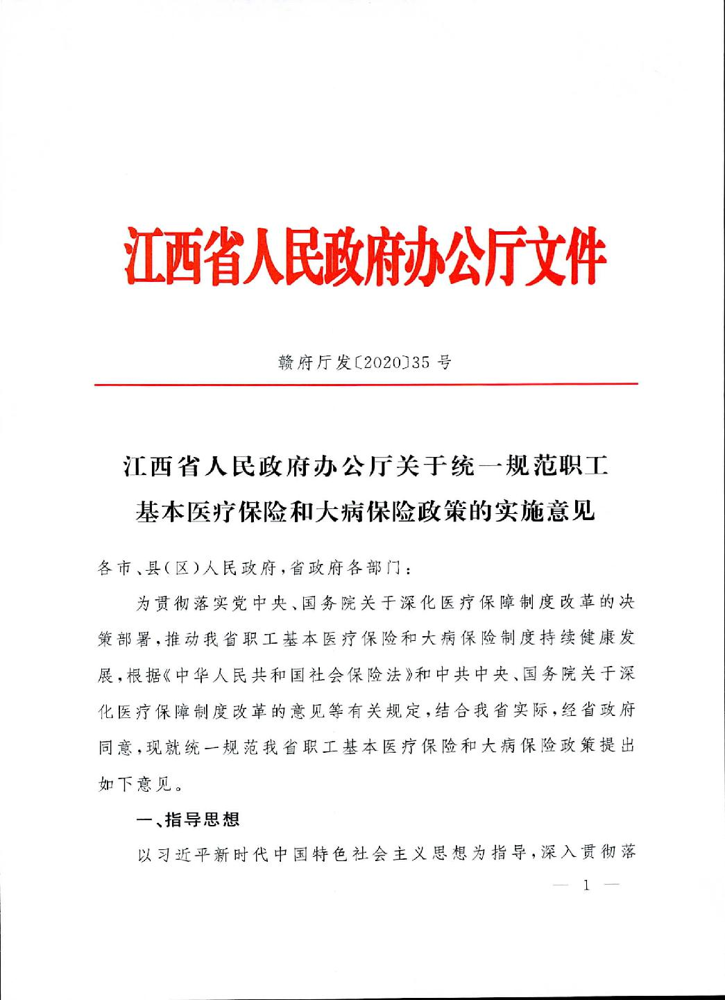 江西省人民政府办公厅文件
赣府厅发〔2020〕35 号
江西省人民政府办公厅关于统一规范职工
基本医疗保险和大病保险政策的实施意见
各市、县(区)人民政府,省政府各部门:
为贯彻落实党中央、国务院关于深化医疗保障制度改革的决
策部署,推动我省职工基本医疗保险和大病保险制度持续健康发
展,根据《中华人民共和国社会保险法》和中共中央、国务院关于深
化医疗保障制度改革的意见等有关规定,结合我省实际,经省政府
同意,现就统一规范我省职工基本医疗保险和大病保险政策提出
如下意见。
一、指导思想
以习近平新时代中国特色社会主义思想为指导,深入贯彻落
— 1 —